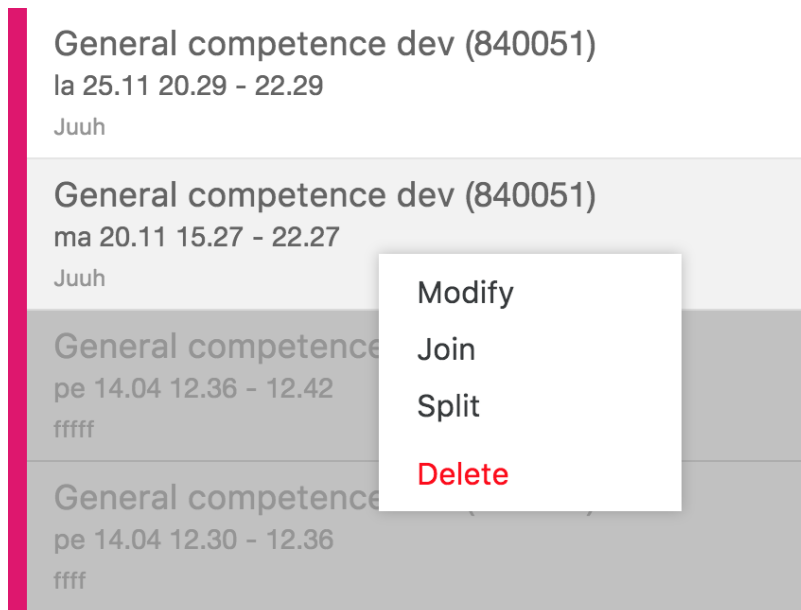 General competence dev (840051)
la 25.11 20.29 - 22.29
Juuh
General competence dev (840051)
ma 20.11 15.27 - 22.27
Juuh
Modify
Join
Split
Delete
General competence
pe 14.04 12.36 - 12.42
fffff
General competence
pe 14.04 12.30 - 12.36
ffff